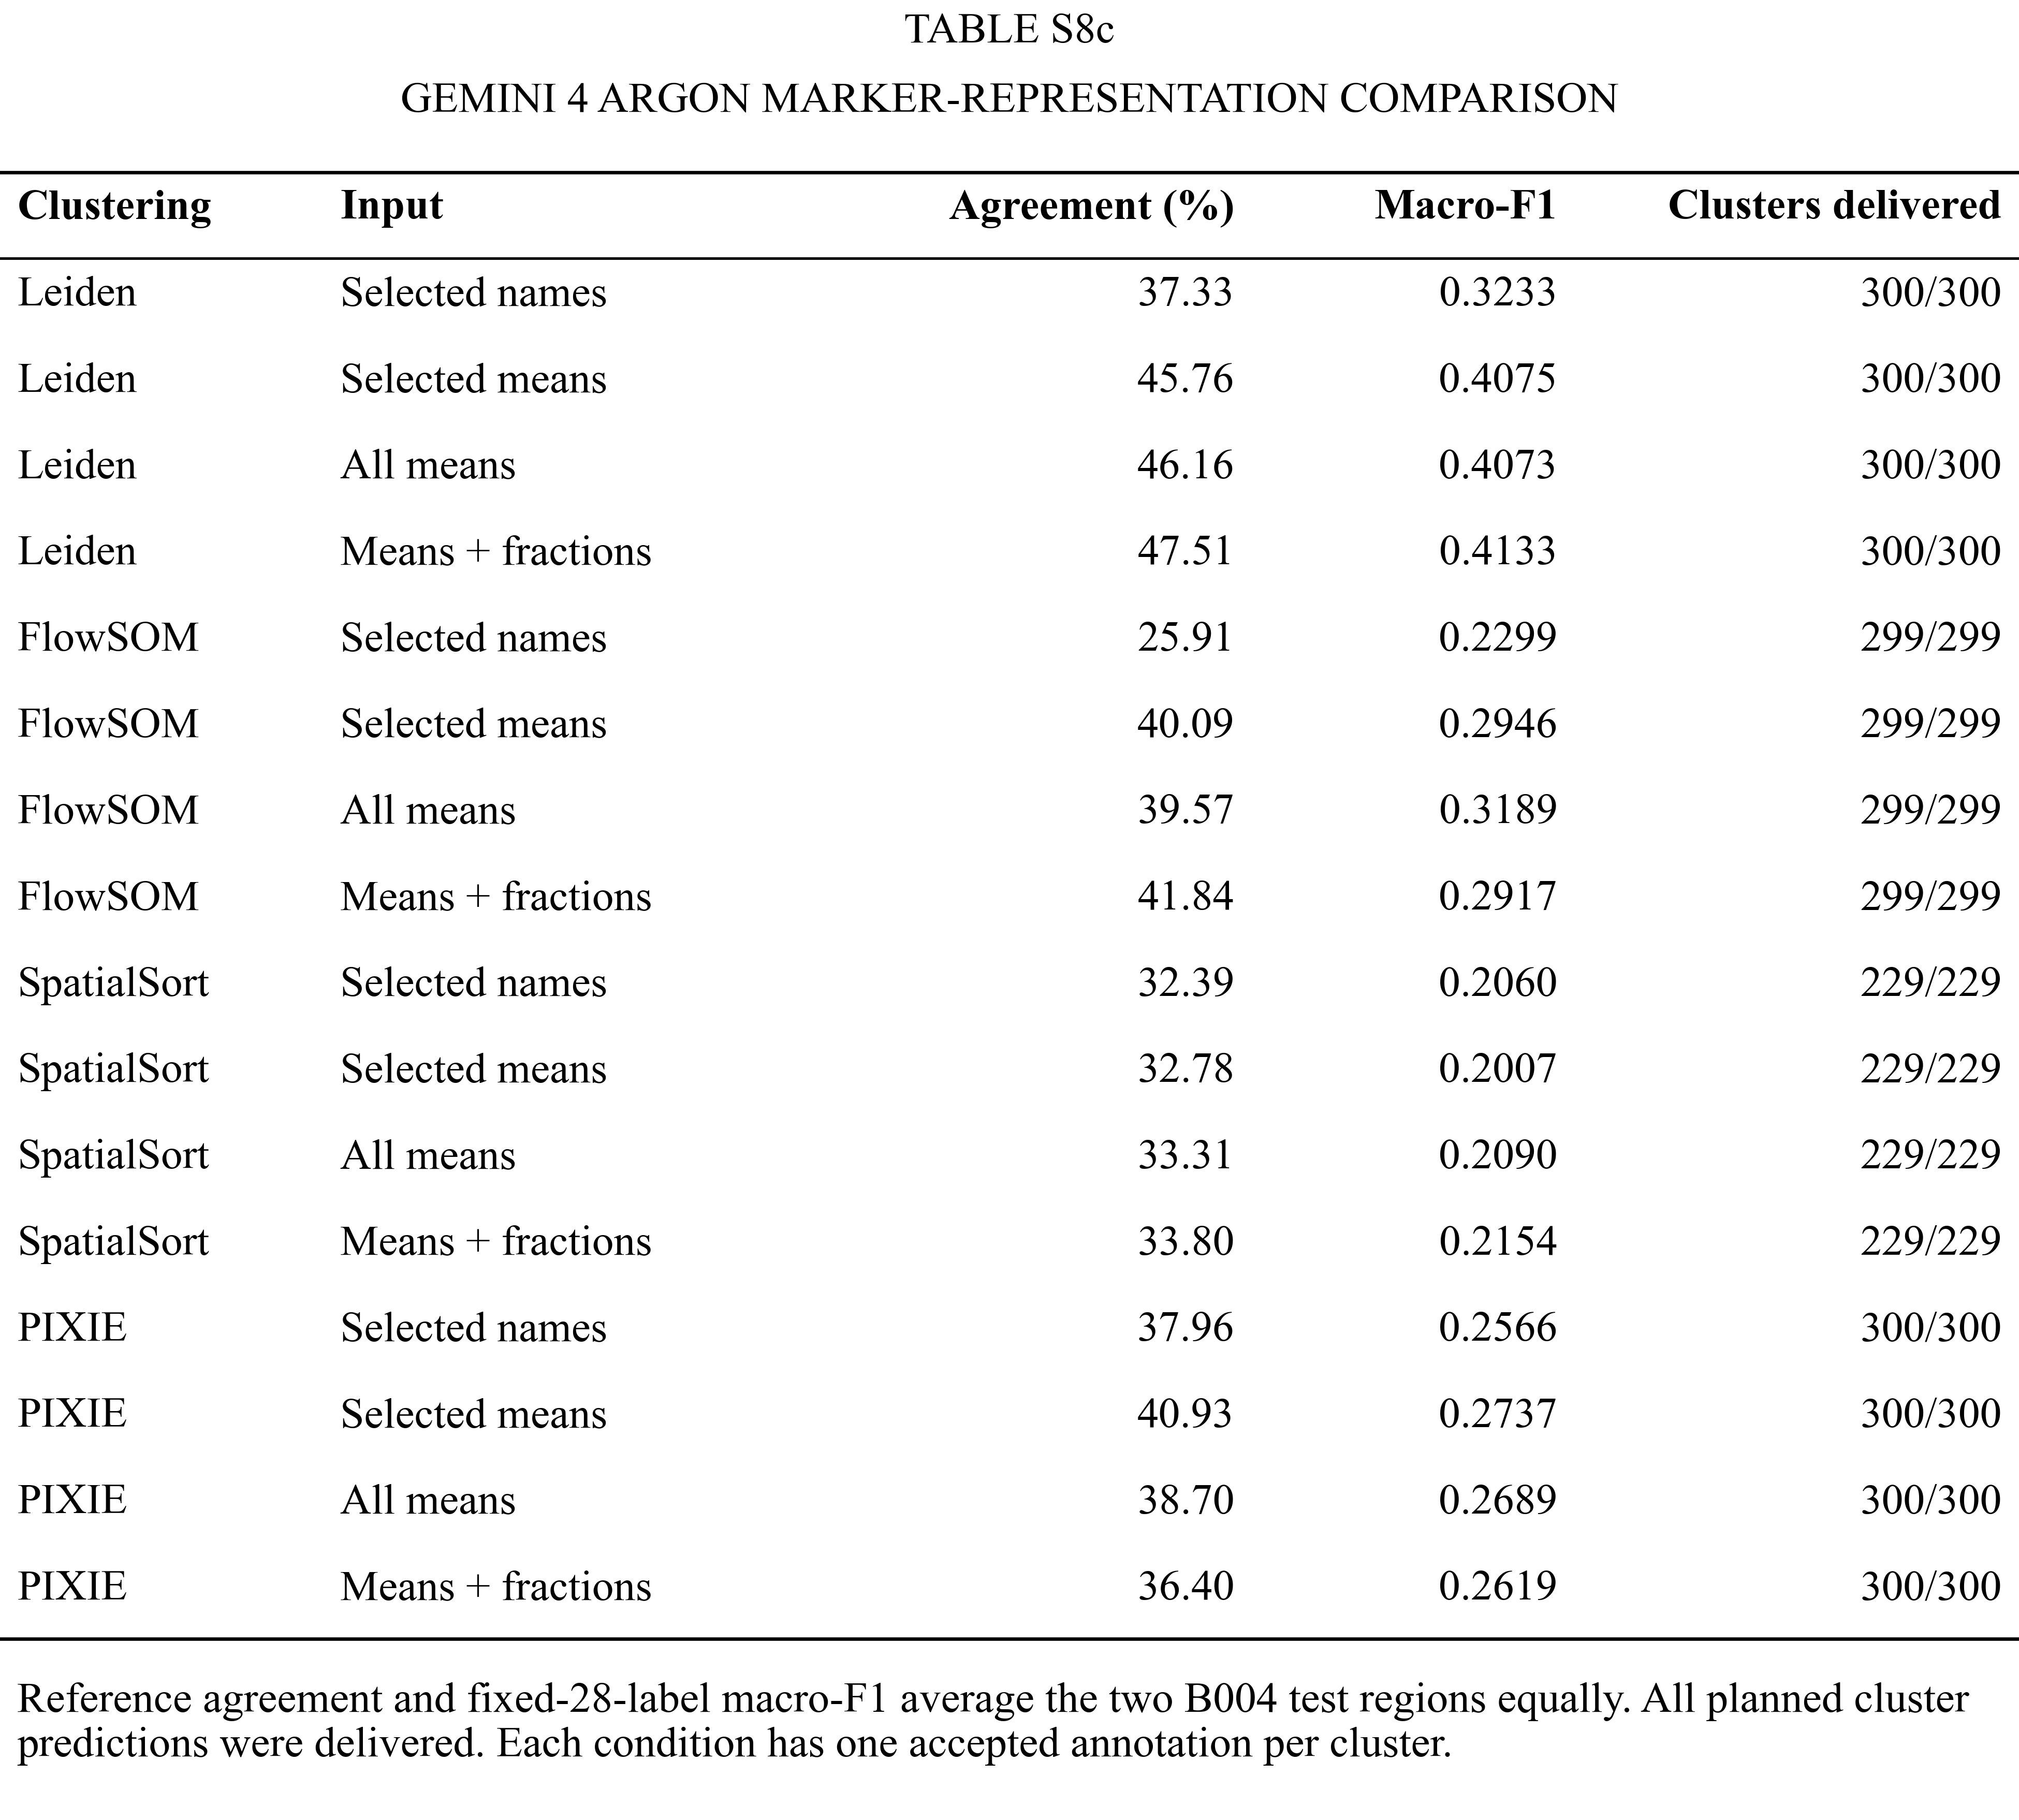 TABLE S8c
GEMINI 4 ARGON MARKER-REPRESENTATION COMPARISON
Clustering Input Agreement (%) Macro-F1 Clusters delivered
Leiden Selected names 37.33 0.3233 300/300
Leiden Selected means 45.76 0.4075 300/300
Leiden All means 46.16 0.4073 300/300
Leiden Means + fractions 47.51 0.4133 300/300
FlowSOM Selected names 25.91 0.2299 299/299
FlowSOM Selected means 40.09 0.2946 299/299
FlowSOM All means 39.57 0.3189 299/299
FlowSOM Means + fractions 41.84 0.2917 299/299
SpatialSort Selected names 32.39 0.2060 229/229
SpatialSort Selected means 32.78 0.2007 229/229
SpatialSort All means 33.31 0.2090 229/229
SpatialSort Means + fractions 33.80 0.2154 229/229
PIXIE Selected names 37.96 0.2566 300/300
PIXIE Selected means 40.93 0.2737 300/300
PIXIE All means 38.70 0.2689 300/300
PIXIE Means + fractions 36.40 0.2619 300/300
Reference agreement and fixed-28-label macro-F1 average the two B004 test regions equally. All planned cluster
predictions were delivered. Each condition has one accepted annotation per cluster.